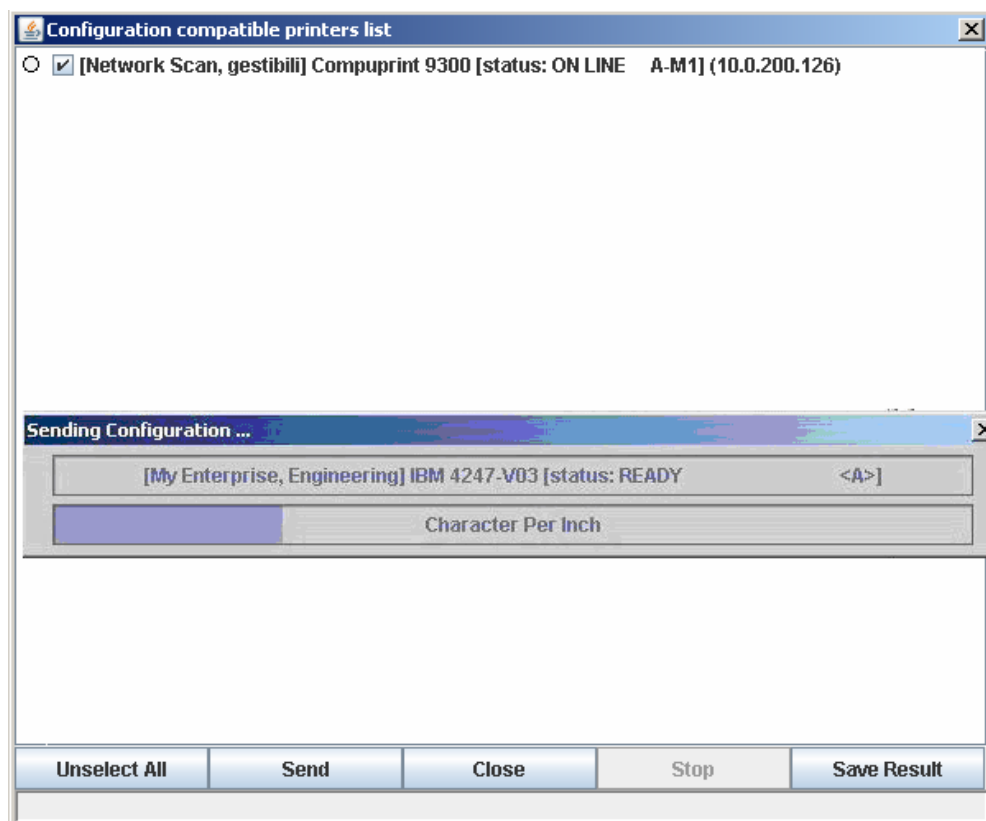 Configuration compatible printers list
[Network Scan, gestibili] Compuprint 9300 [status: ON LINE A-M1] (10.0.200.126)
Sending Configuration ...
[My Enterprise, Engineering] IBM 4247-V03 [status: READY <A>]
Character Per Inch
Unselect All Send Close Stop Save Result